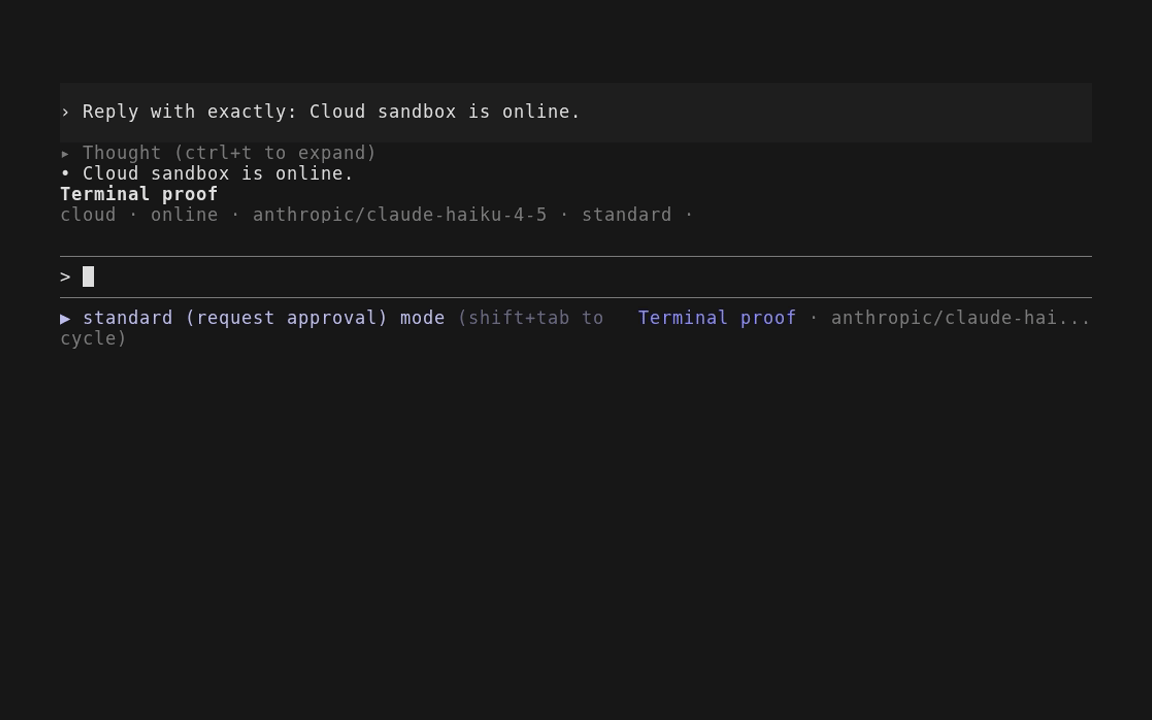 › Reply with exactly: Cloud sandbox is online.
▸ Thought (ctrl+t to expand)
• Cloud sandbox is online.
Terminal proof
cloud · online · anthropic/claude-haiku-4-5 · standard ·
>
▶ standard (request approval) mode (shift+tab to cycle)
Terminal proof · anthropic/claude-hai...